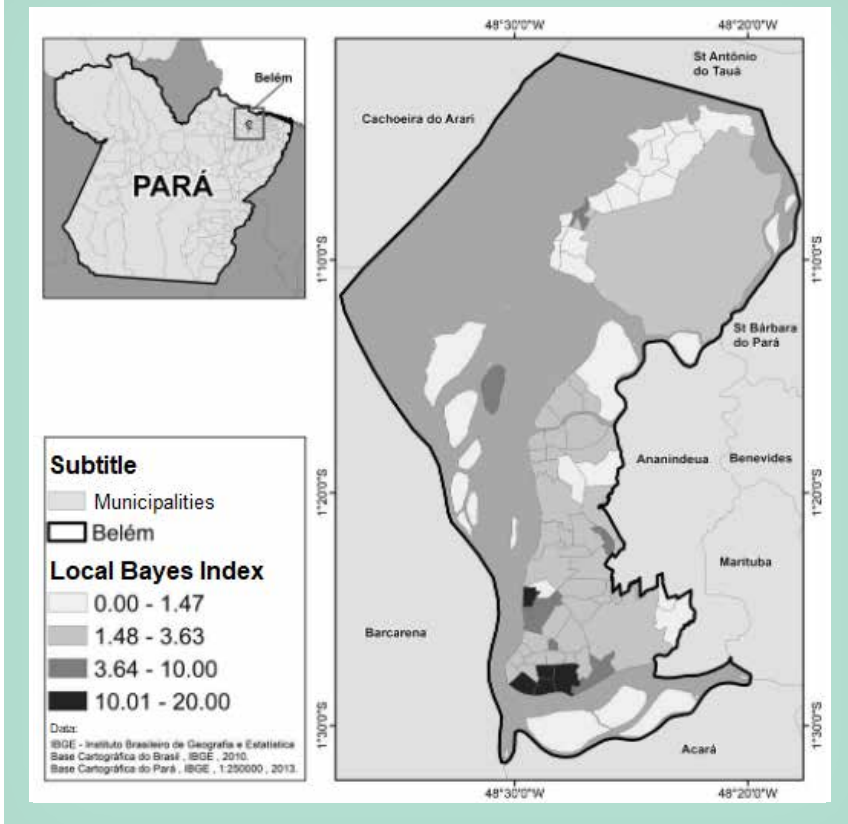 48°30'0"W
48°20'0"W
Belém
PARÁ
St Antônio
do Tauá
Cachoeira do Arari
1°10'0"S
1°10'0"S
St Bárbara
do Pará
Ananindeua
Benevides
1°20'0"S
1°20'0"S
Marituba
Barcarena
Acará
1°30'0"S
1°30'0"S
48°30'0"W
48°20'0"W
Subtitle
Municipalities
Belém
Local Bayes Index
0.00 - 1.47
1.48 - 3.63
3.64 - 10.00
10.01 - 20.00
Data:
IBGE - Instituto Brasileiro de Geografia e Estatística
Base Cartográfica do Brasil , IBGE , 2010.
Base Cartográfica do Pará , IBGE , 1:250000 , 2013.